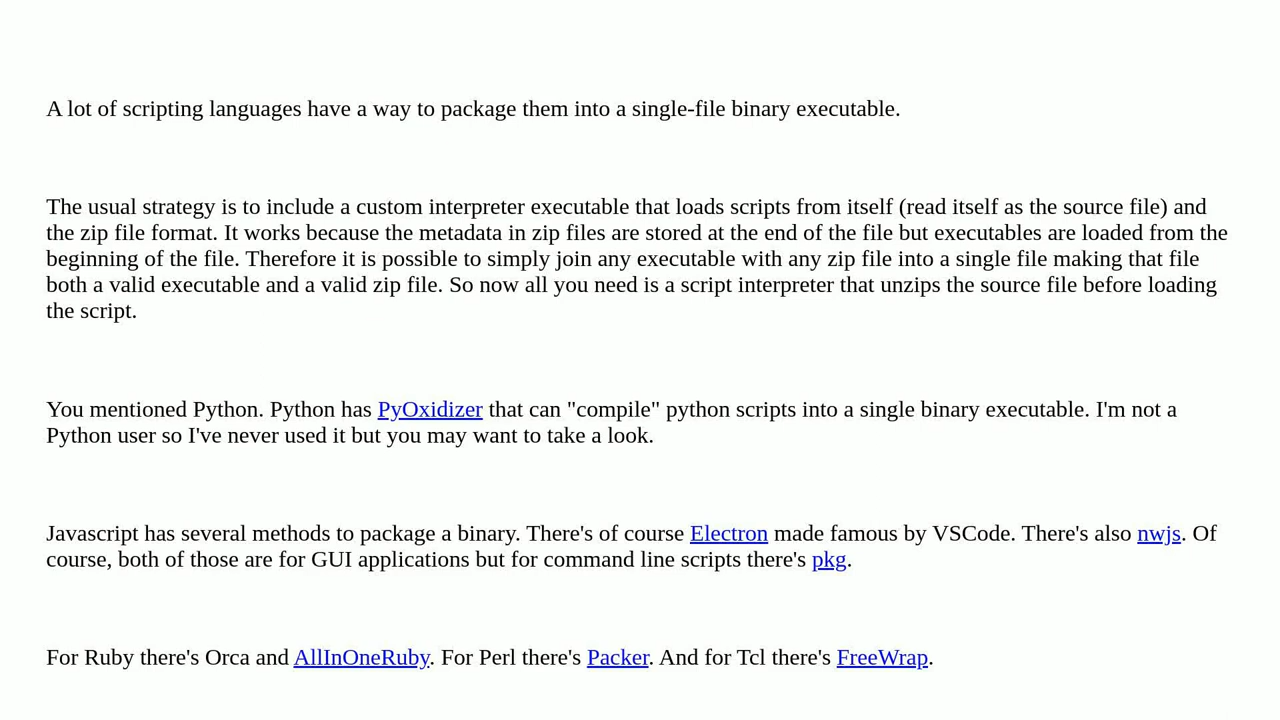 A lot of scripting languages have a way to package them into a single-file binary executable.
The usual strategy is to include a custom interpreter executable that loads scripts from itself (read itself as the source file) and
the zip file format. It works because the metadata in zip files are stored at the end of the file but executables are loaded from the
beginning of the file. Therefore it is possible to simply join any executable with any zip file into a single file making that file
both a valid executable and a valid zip file. So now all you need is a script interpreter that unzips the source file before loading
the script.
You mentioned Python. Python has PyOxidizer that can "compile" python scripts into a single binary executable. I'm not a
Python user so I've never used it but you may want to take a look.
Javascript has several methods to package a binary. There's of course Electron made famous by VSCode. There's also nwjs. Of
course, both of those are for GUI applications but for command line scripts there's pkg.
For Ruby there's Orca and AllInOneRuby. For Perl there's Packer. And for Tcl there's FreeWrap.